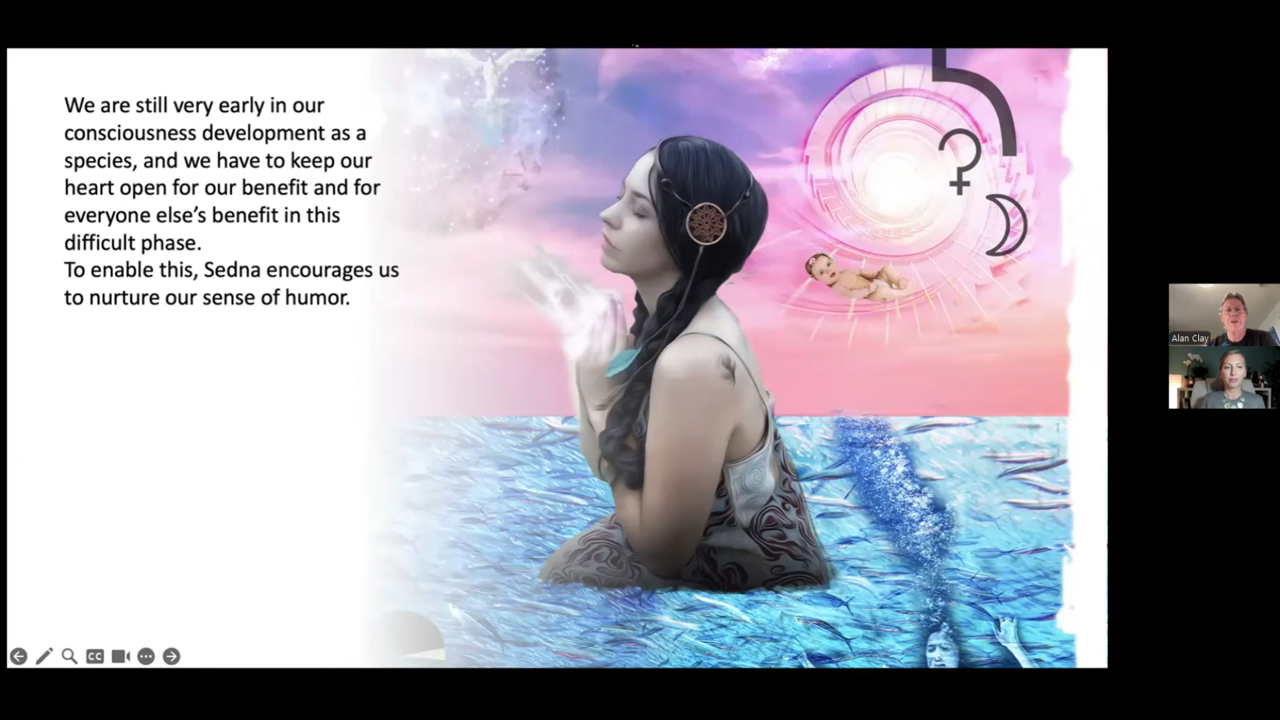 We are still very early in our
consciousness development as a
species, and we have to keep our
heart open for our benefit and for
everyone else’s benefit in this
difficult phase.
To enable this, Sedna encourages us
to nurture our sense of humor.
Alan Clay
CC